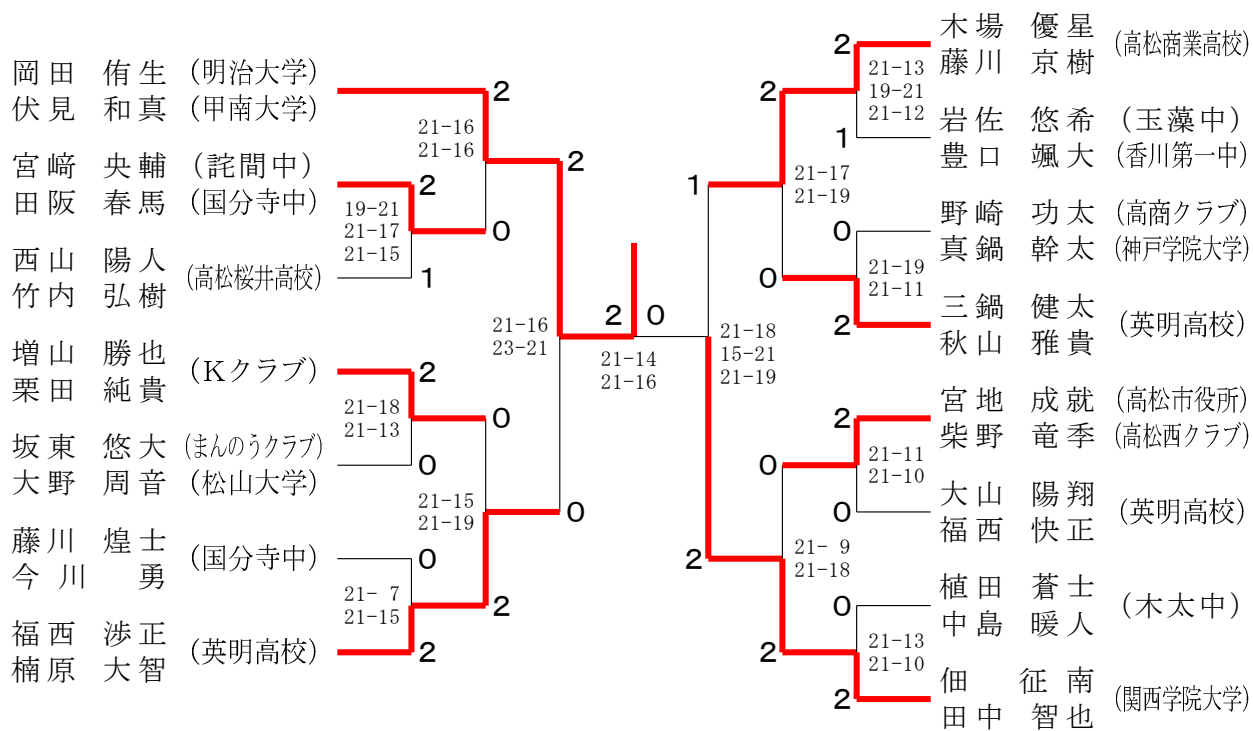 岡田 侑生 (明治大学)
伏見 和真 (甲南大学)
2
21-16
21-16
宮﨑 央輔 (詫間中)
田阪 春馬 (国分寺中)
2
2
19-21
21-17
21-15
0
西山 陽人
竹内 弘樹
(高松桜井高校)
1
21-16
23-21
増山 勝也
栗田 純貴
(Kクラブ)
2
21-18
21-13
0
坂東 悠大 (まんのうクラブ)
大野 周音 (松山大学)
0
21-15
21-19
0
藤川 煌士
今川 勇
(国分寺中)
0
21- 7
21-15
2
福西 渉正
楠原 大智
(英明高校)
2
2 0
21-14
21-16
木場 優星
藤川 京樹
(高松商業高校)
2
21-13
19-21
21-12
2
岩佐 悠希 (玉藻中)
豊口 颯大 (香川第一中)
1
21-17
21-19
1
野崎 功太 (高商クラブ)
真鍋 幹太 (神戸学院大学)
0
21-19
21-11
0
三鍋 健太
秋山 雅貴
(英明高校)
2
21-18
15-21
21-19
宮地 成就 (高松市役所)
柴野 竜季 (高松西クラブ)
2
21-11
21-10
0
大山 陽翔
福西 快正
(英明高校)
0
21- 9
21-18
2
植田 蒼士
中島 暖人
(木太中)
0
21-13
21-10
2
佃 征南
田中 智也
(関西学院大学)
2